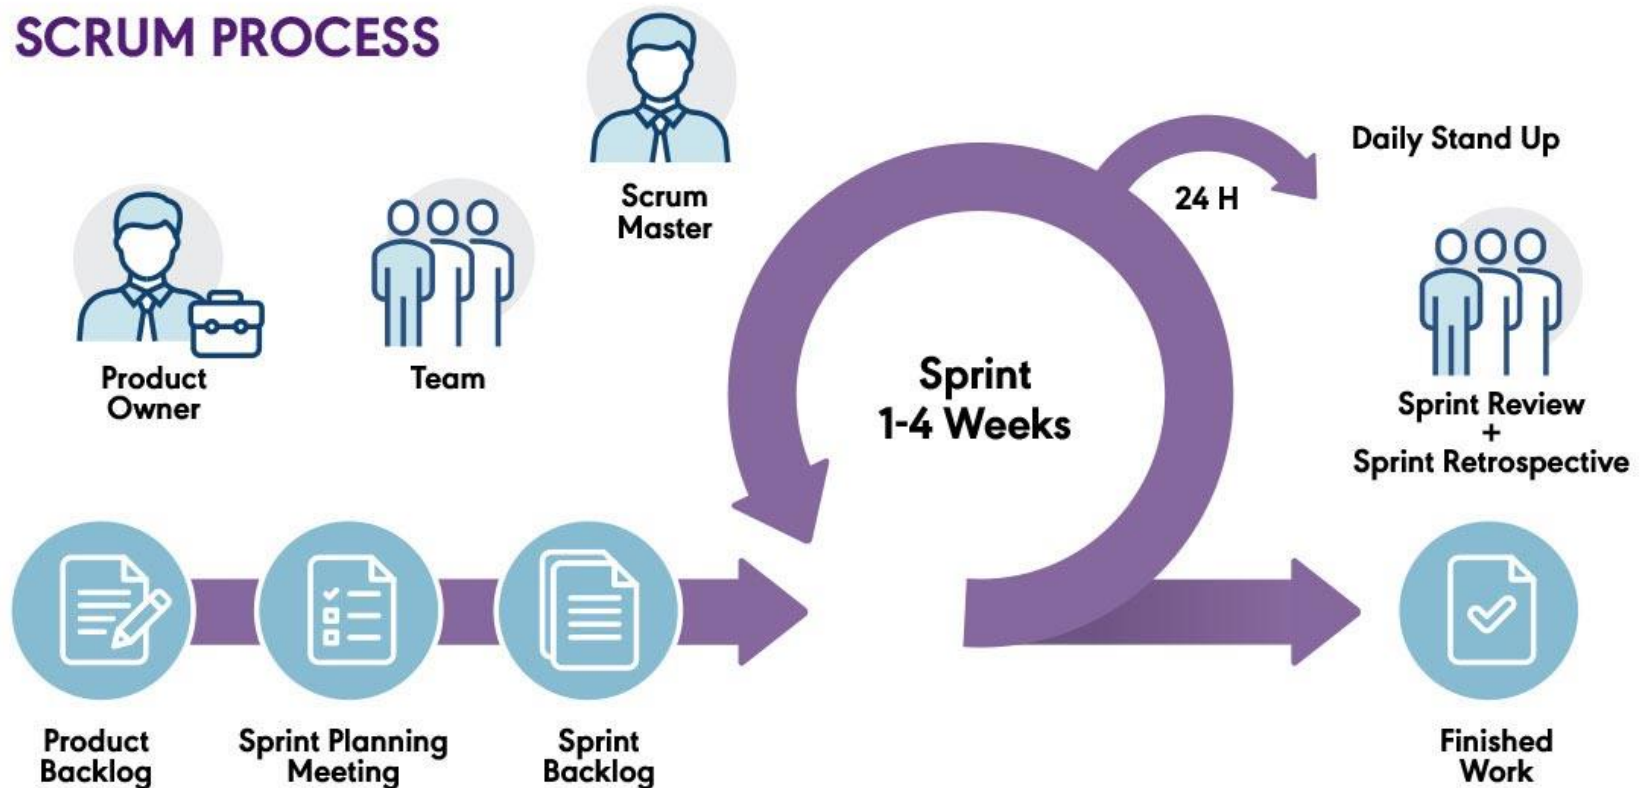 SCRUM PROCESS
Scrum
Master
Daily Stand Up
24 H
Product
Owner
Team
Sprint
1-4 Weeks
Sprint Review
+
Sprint Retrospective
Product
Backlog
Sprint Planning
Meeting
Sprint
Backlog
Finished
Work